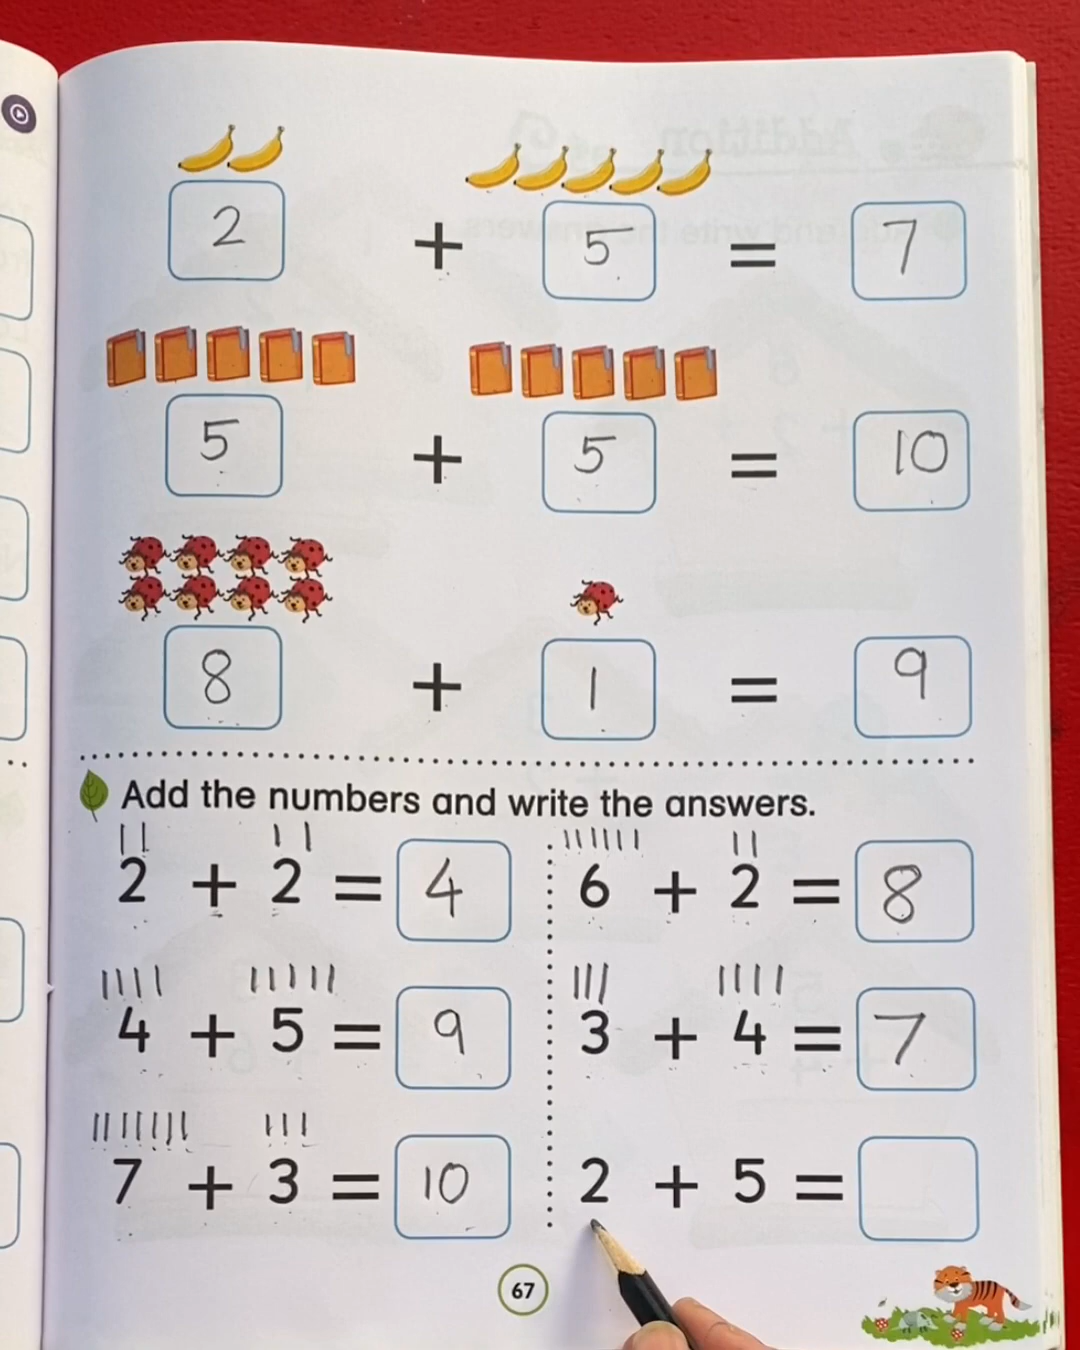 2 + 5 = 7
5 + 5 = 10
8 + 1 = 9
Add the numbers and write the answers.
2 + 2 = 4
6 + 2 = 8
4 + 5 = 9
3 + 4 = 7
7 + 3 = 10
2 + 5 =
67